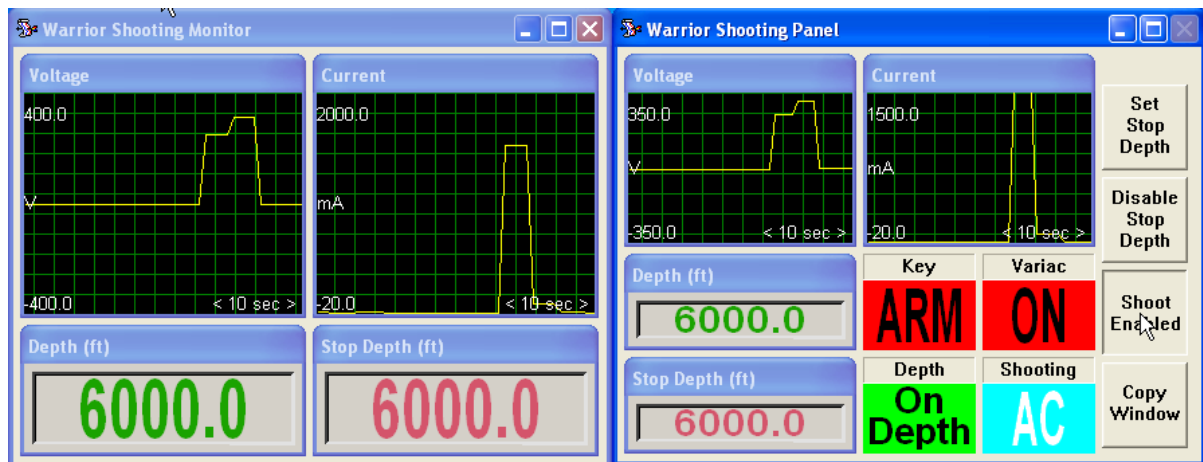 Warrior Shooting Monitor
Voltage
400.0
V
-400.0
< 10 sec >
Current
2000.0
mA
-20.0
< 10 sec >
Depth (ft)
6000.0
Stop Depth (ft)
6000.0
Warrior Shooting Panel
Voltage
350.0
V
-350.0
< 10 sec >
Current
1500.0
mA
-20.0
< 10 sec >
Set
Stop
Depth
Disable
Stop
Depth
Depth (ft)
6000.0
Key
ARM
Variac
ON
Shoot
Enabled
Stop Depth (ft)
6000.0
Depth
On
Depth
Shooting
AC
Copy
Window